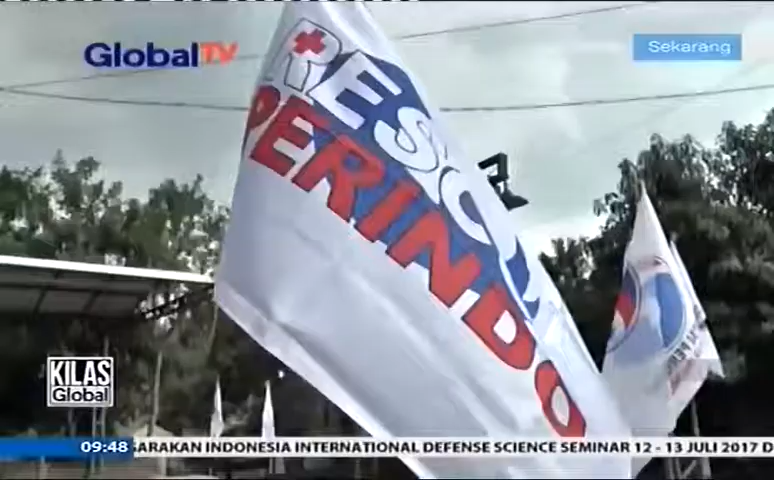 GlobalTV
Sekarang
RESCU
PERINDO
KILAS
Global
09:48
ARAKAN INDONESIA INTERNATIONAL DEFENSE SCIENCE SEMINAR 12 - 13 JULI 2017 D